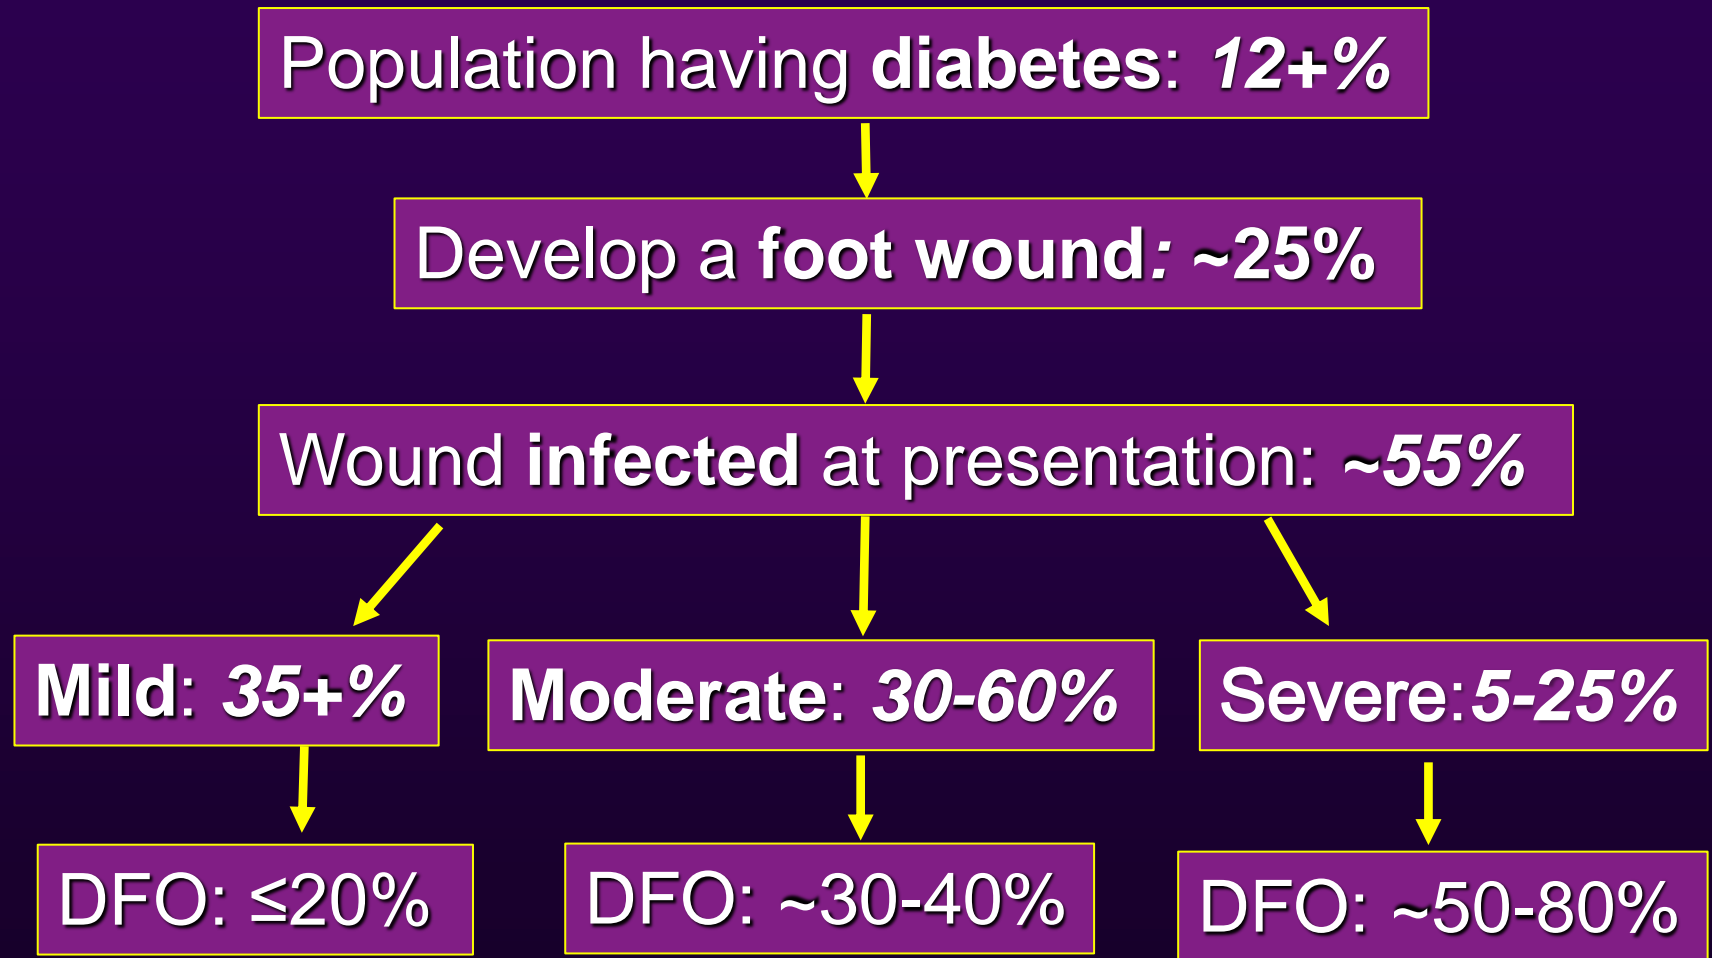 Population having diabetes: 12+%
Develop a foot wound: ~25%
Wound infected at presentation: ~55%
Mild: 35+%
Moderate: 30-60%
Severe:5-25%
DFO: ≤20%
DFO: ~30-40%
DFO: ~50-80%